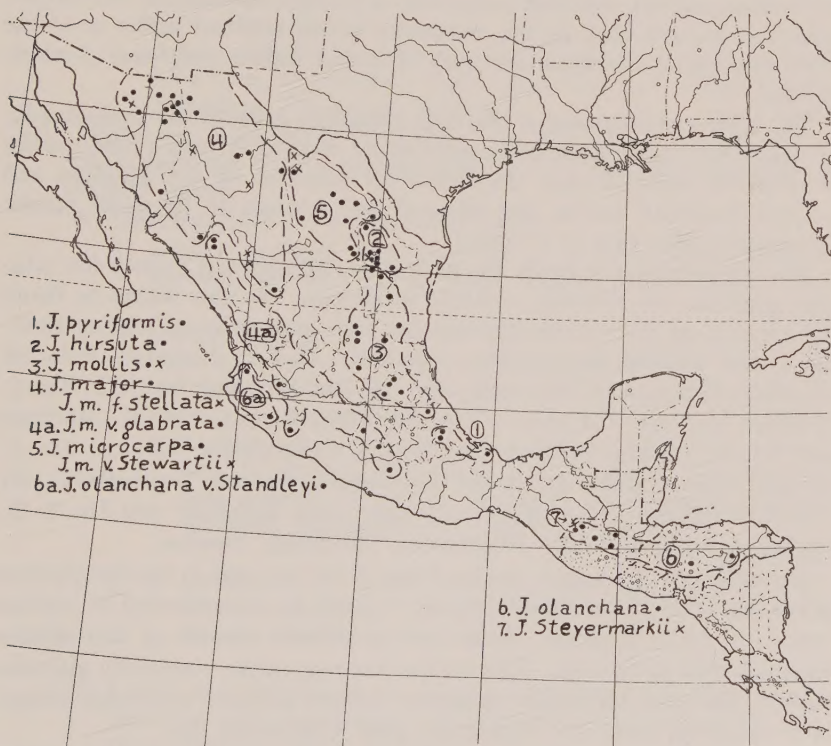 4
5
2
4a
3
6a
1
7
6
1. J. pyriformis •
2. J. hirsuta •
3. J. mollis • x
4. J. major •
J. m. f. stellata x
4a. J. m. v. glabrata •
5. J. microcarpa •
J. m. v. Stewartii x
6a. J. olanchana v. Standleyi •
6. J. olanchana •
7. J. Steyermarkii x